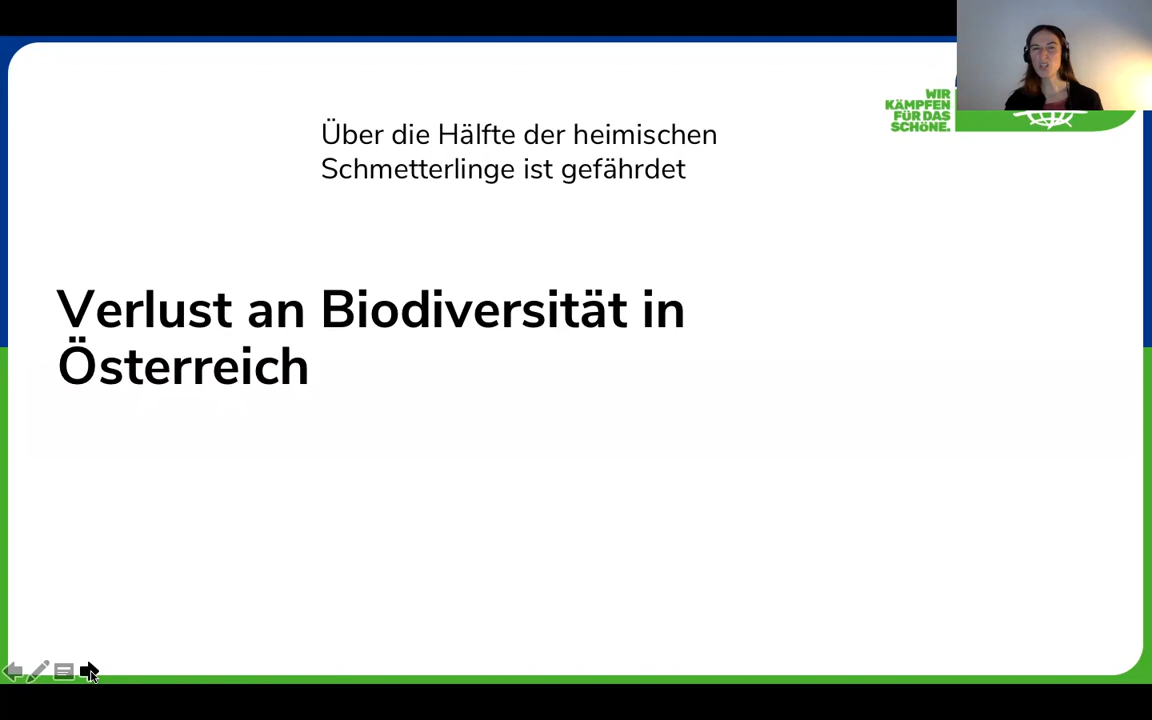 WIR
KÄMPFEN
FÜR DAS
SCHÖNE.
Über die Hälfte der heimischen
Schmetterlinge ist gefährdet
Verlust an Biodiversität in
Österreich